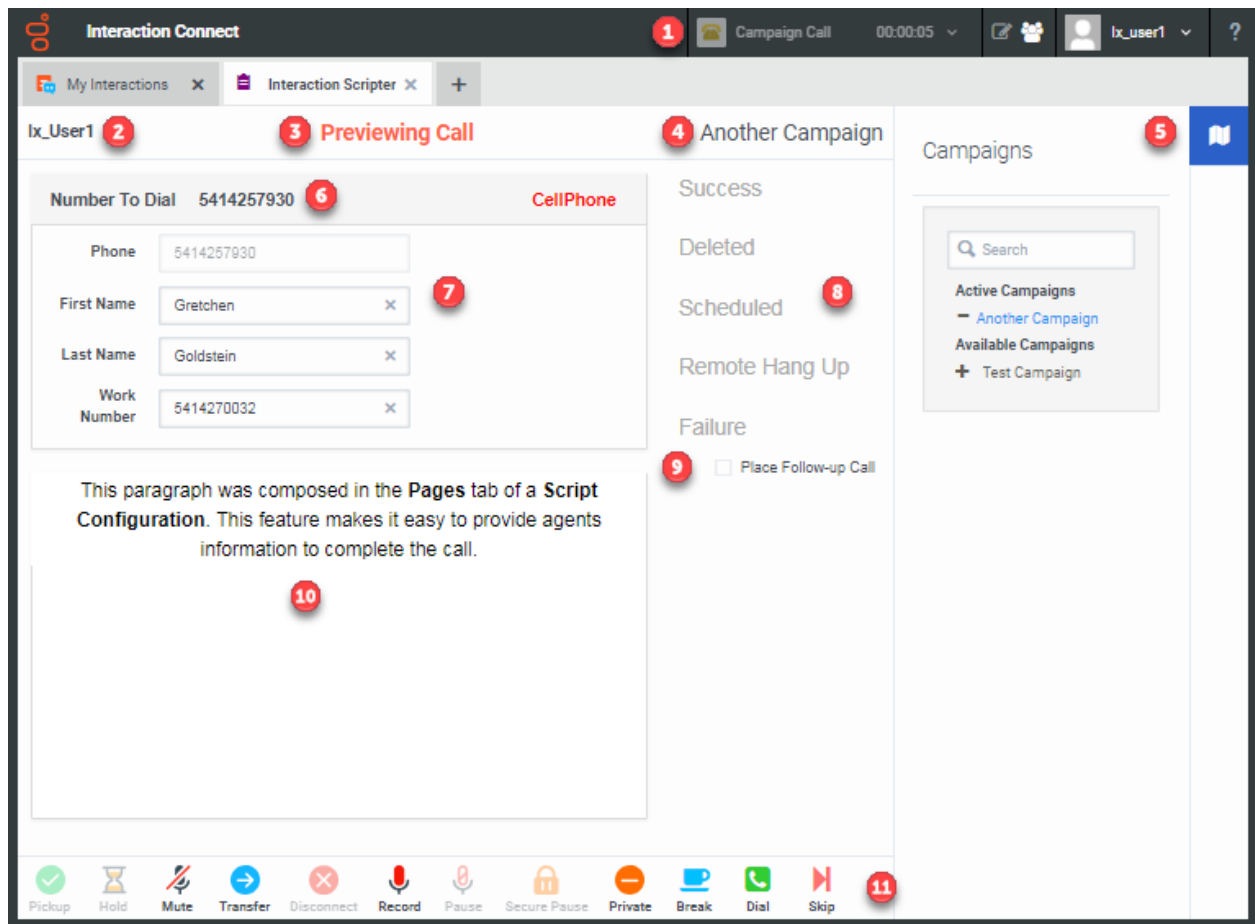 Interaction Connect
1
Campaign Call
00:00:05
lx_user1
?
My Interactions
Interaction Scripter
lx_User1
2
3
Previewing Call
4
Another Campaign
5
Number To Dial 5414257930
6
CellPhone
Phone
5414257930
First Name
Gretchen
Last Name
Goldstein
Work
Number
5414270032
7
Success
Deleted
Scheduled
Remote Hang Up
Failure
8
9
Place Follow-up Call
Campaigns
Search
Active Campaigns
Another Campaign
Available Campaigns
Test Campaign
This paragraph was composed in the Pages tab of a Script
Configuration. This feature makes it easy to provide agents
information to complete the call.
10
Pickup
Hold
Mute
Transfer
Disconnect
Record
Pause
Secure Pause
Private
Break
Dial
Skip
11